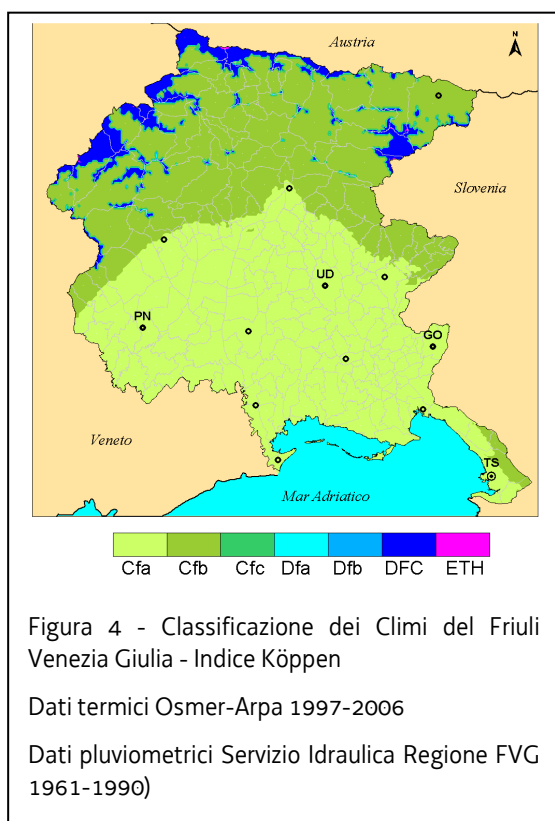 Austria
N
Slovenia
UD
PN
GO
Veneto
TS
Mar Adriatico
Cfa Cfb Cfc Dfa Dfb DFC ETH
Figura 4 - Classificazione dei Climi del Friuli
Venezia Giulia - Indice Köppen
Dati termici Osmer-Arpa 1997-2006
Dati pluviometrici Servizio Idraulica Regione FVG
1961-1990)